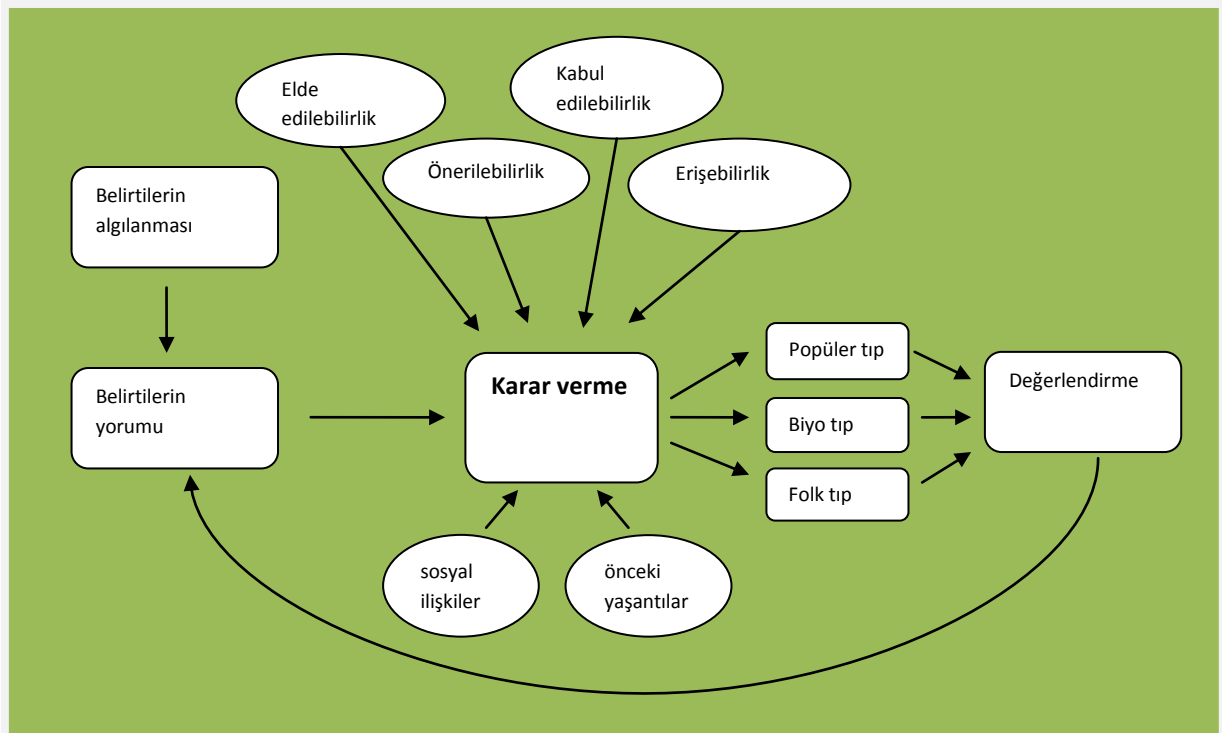 Elde
edilebilirlik
Kabul
edilebilirlik
Önerilebilirlik
Erişebilirlik
Belirtilerin
algılanması
Belirtilerin
yorumu
Karar verme
Popüler tıp
Biyo tıp
Folk tıp
Değerlendirme
sosyal
ilişkiler
önceki
yaşantılar